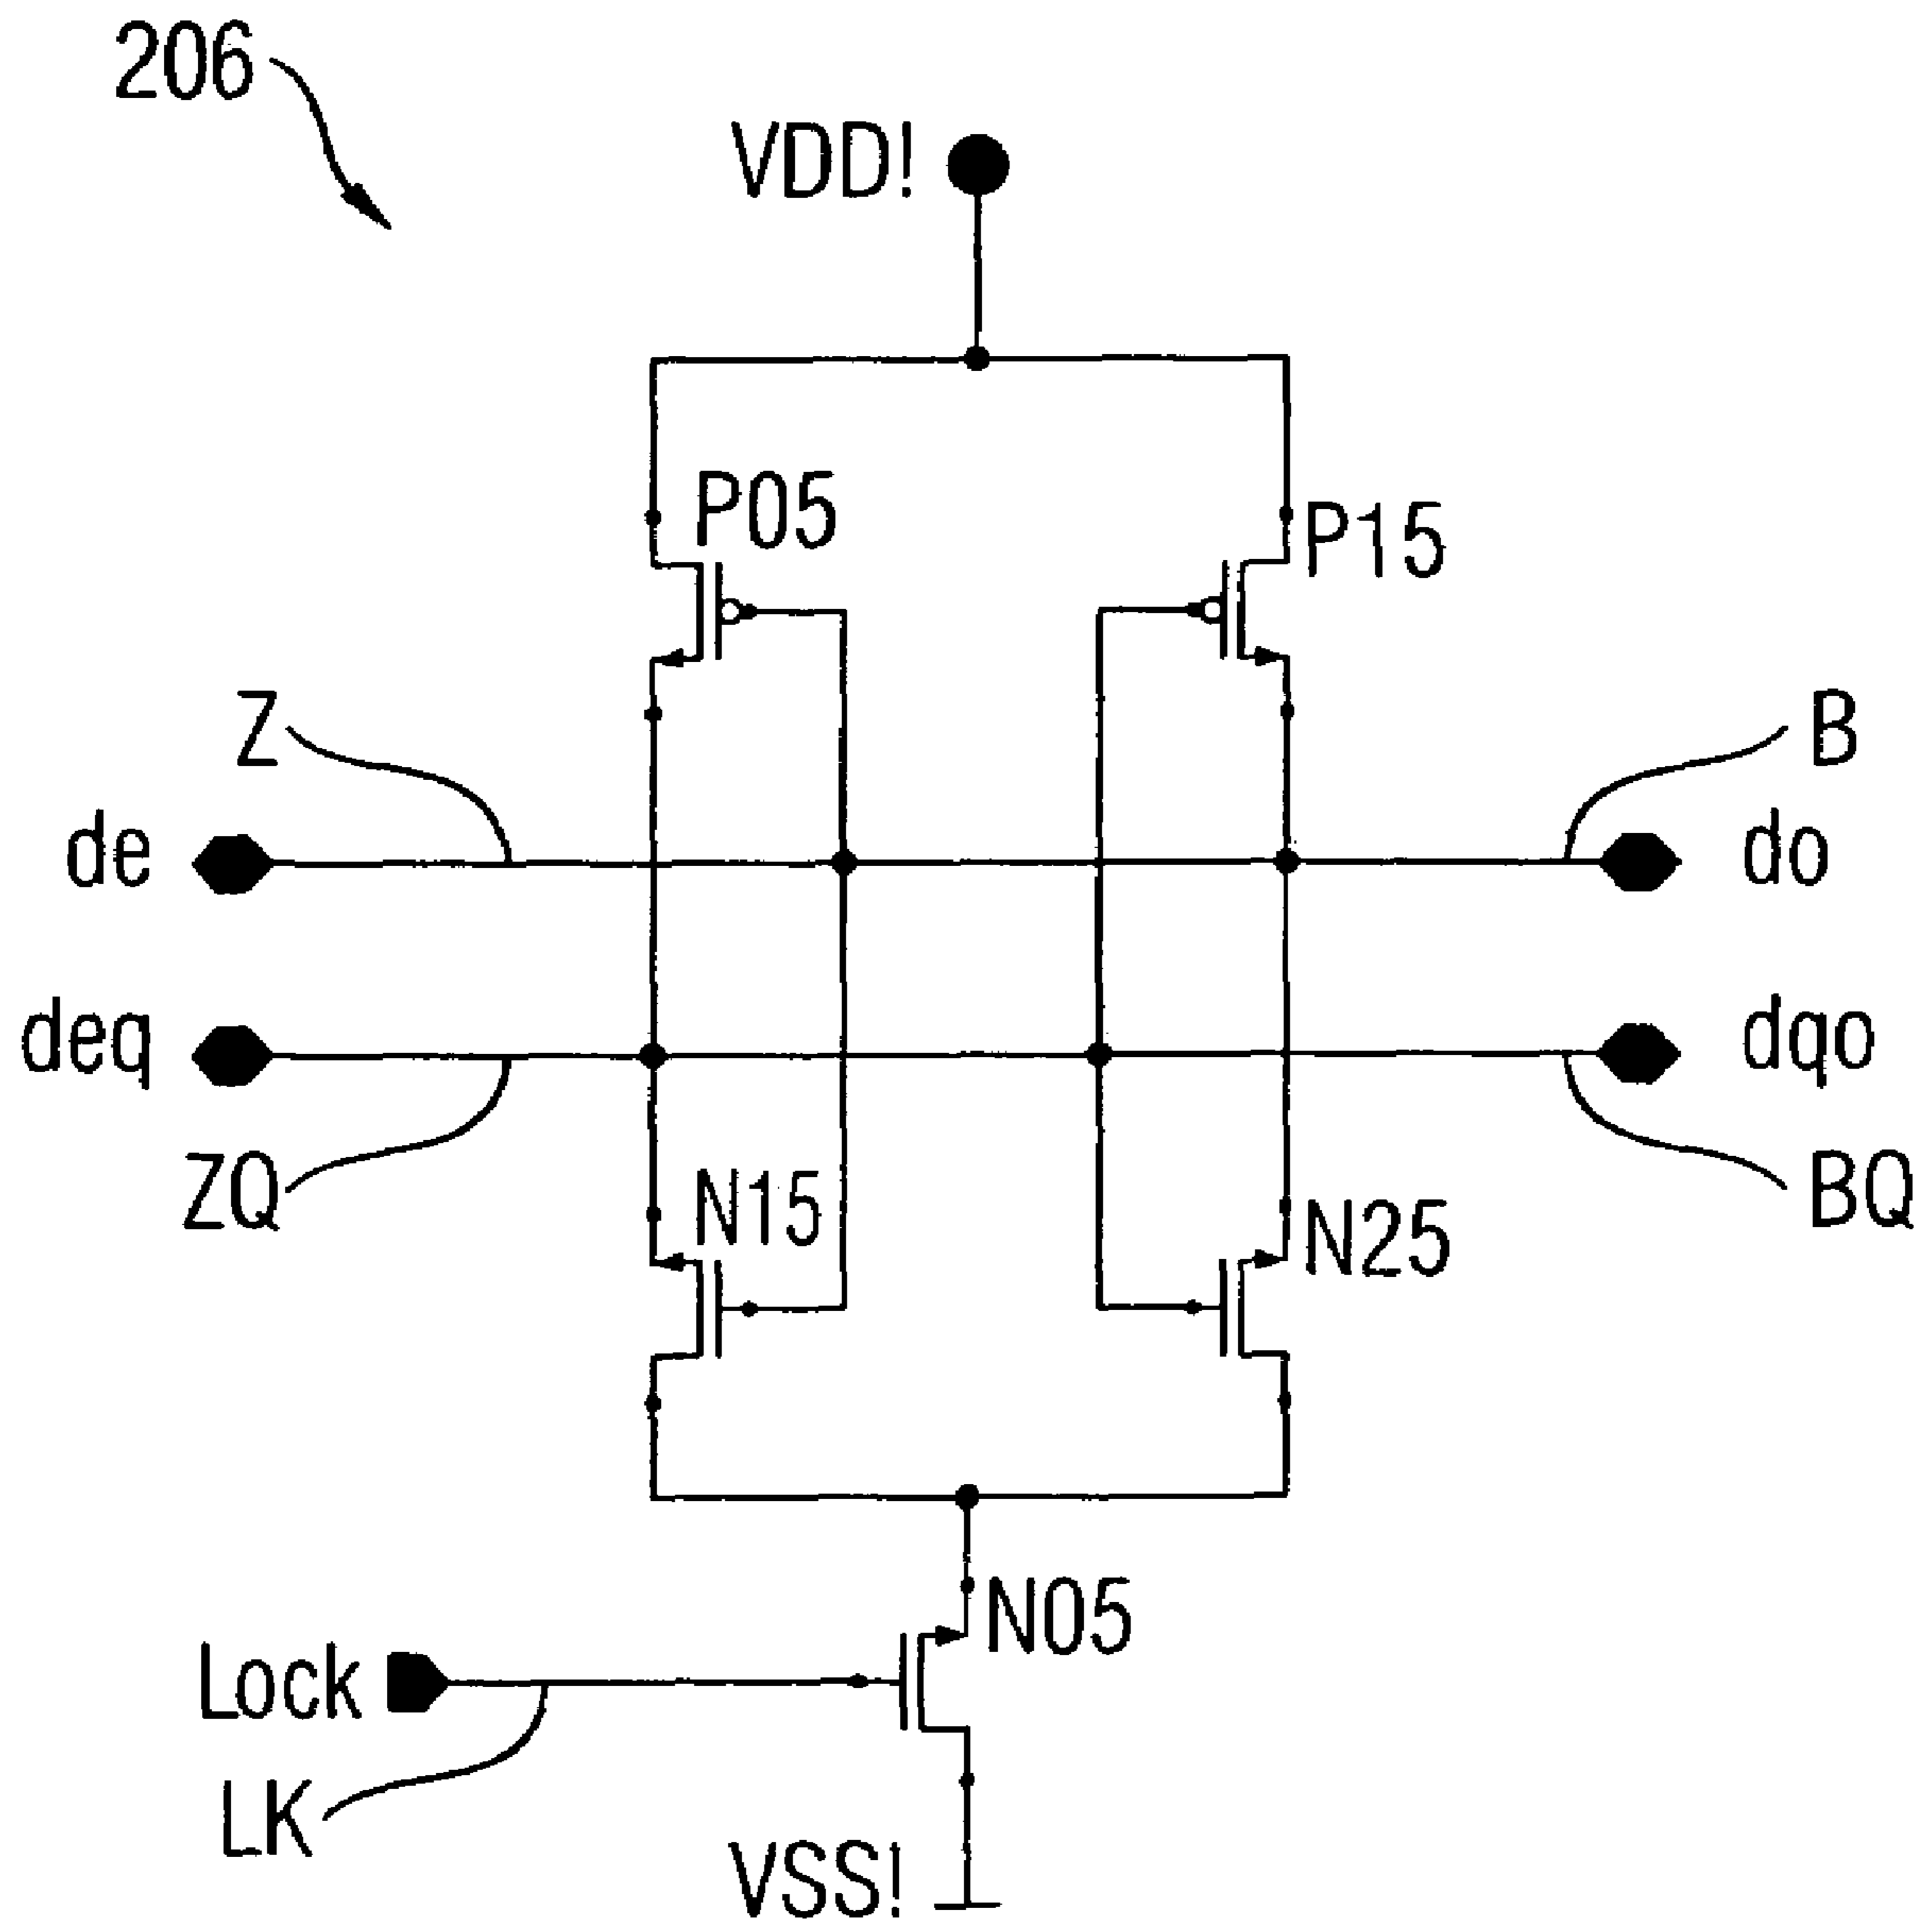 206
VDD!
P05
P15
Z
B
de
do
deq
dqo
ZQ
BQ
N15
N25
N05
Lock
LK
VSS!